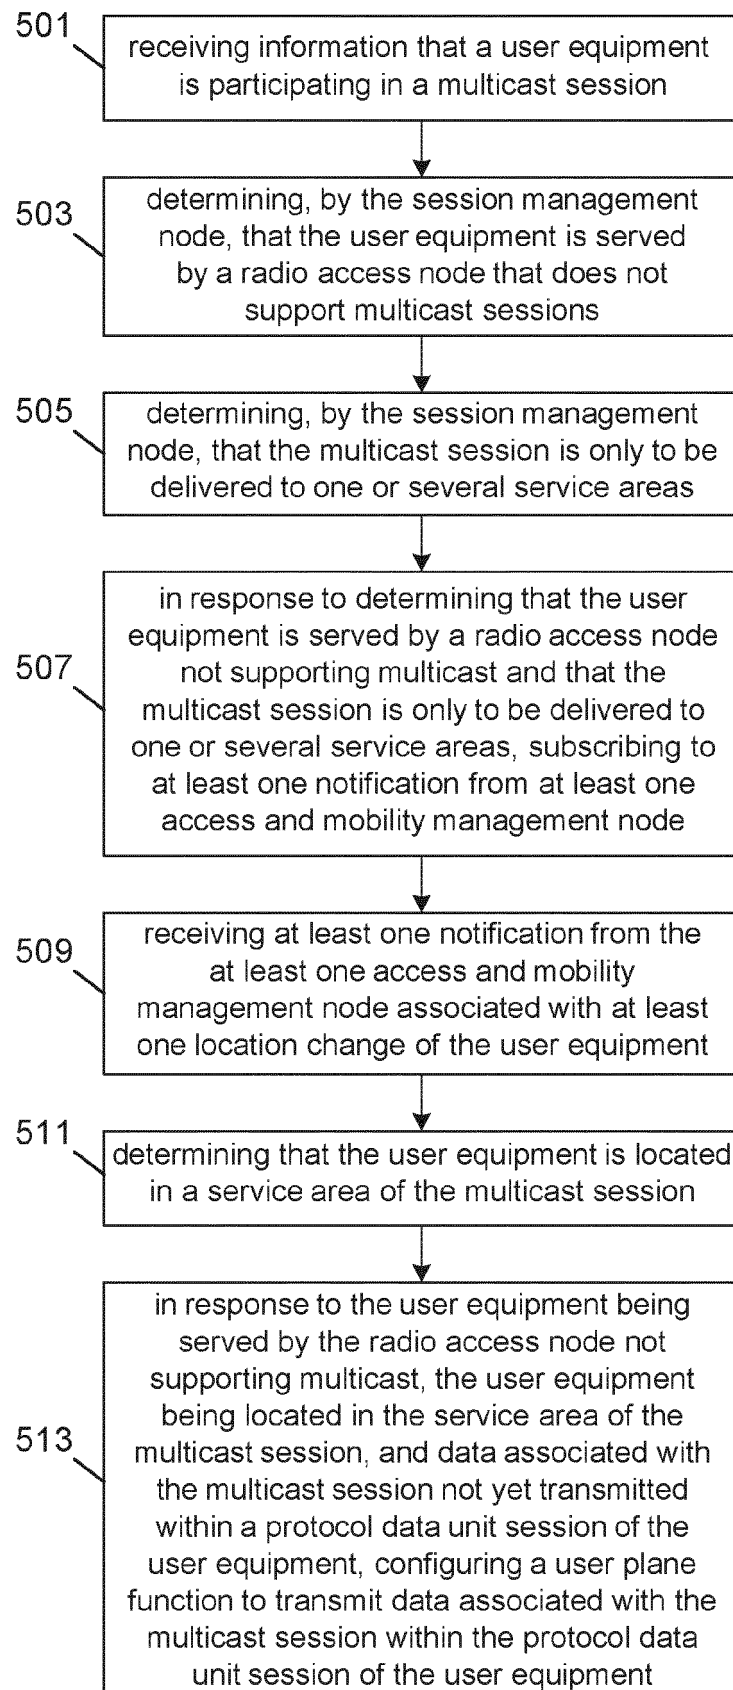 501
receiving information that a user equipment
is participating in a multicast session
503
determining, by the session management
node, that the user equipment is served
by a radio access node that does not
support multicast sessions
505
determining, by the session management
node, that the multicast session is only to be
delivered to one or several service areas
507
in response to determining that the user
equipment is served by a radio access node
not supporting multicast and that the
multicast session is only to be delivered to
one or several service areas, subscribing to
at least one notification from at least one
access and mobility management node
509
receiving at least one notification from the
at least one access and mobility
management node associated with at least
one location change of the user equipment
511
determining that the user equipment is located
in a service area of the multicast session
513
in response to the user equipment being
served by the radio access node not
supporting multicast, the user equipment
being located in the service area of the
multicast session, and data associated with
the multicast session not yet transmitted
within a protocol data unit session of the
user equipment, configuring a user plane
function to transmit data associated with the
multicast session within the protocol data
unit session of the user equipment